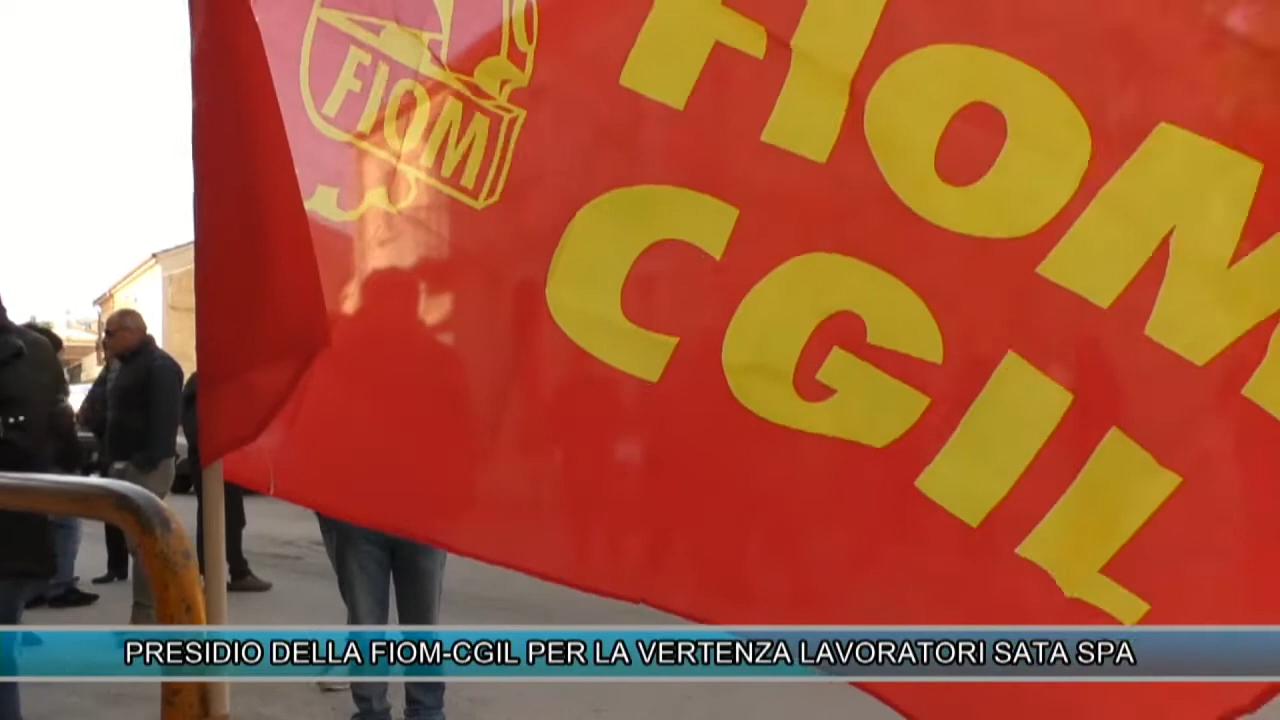 FIOM
FIOM
CGIL
PRESIDIO DELLA FIOM-CGIL PER LA VERTENZA LAVORATORI SATA SPA